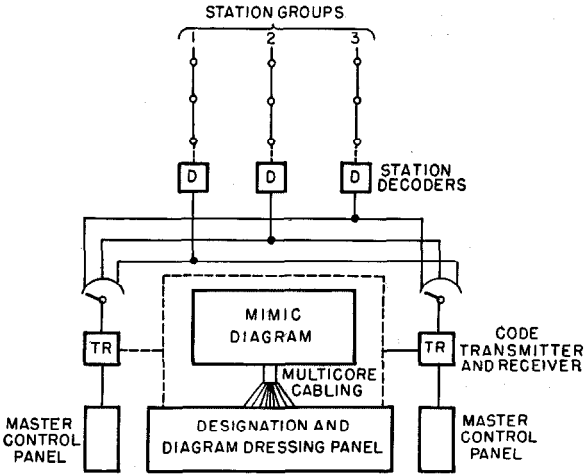 STATION GROUPS
2 3
D D D
STATION
DECODERS
MIMIC
DIAGRAM
TR
TR
CODE
TRANSMITTER
AND RECEIVER
MULTICORE
CABLING
MASTER
CONTROL
PANEL
DESIGNATION AND
DIAGRAM DRESSING PANEL
MASTER
CONTROL
PANEL